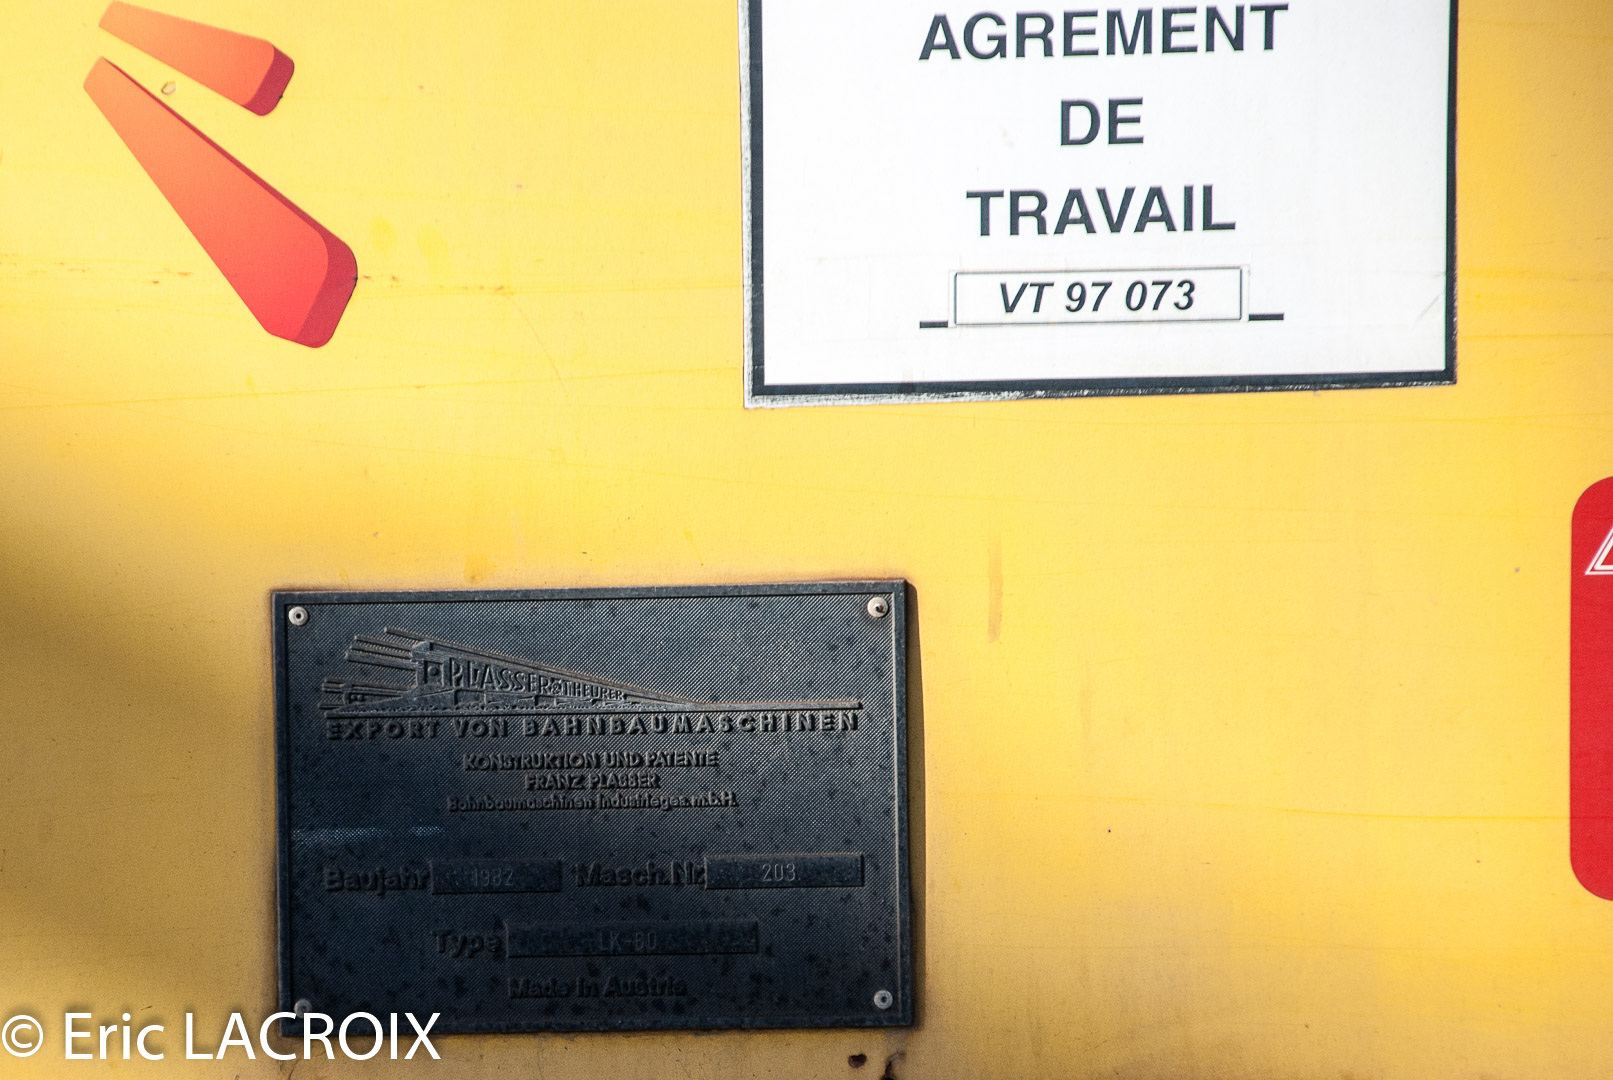 AGREMENT
DE
TRAVAIL
VT 97 073
PLASSER & THEURER
EXPORT VON BAHNBAUMASCHINEN
KONSTRUKTION UND PATENTE
FRANZ PLASSER
Bahnbaumaschinen Industrieges.m.b.H.
Baujahr 1982 Masch.Nr. 203
Type LK-60
Made in Austria
© Eric LACROIX